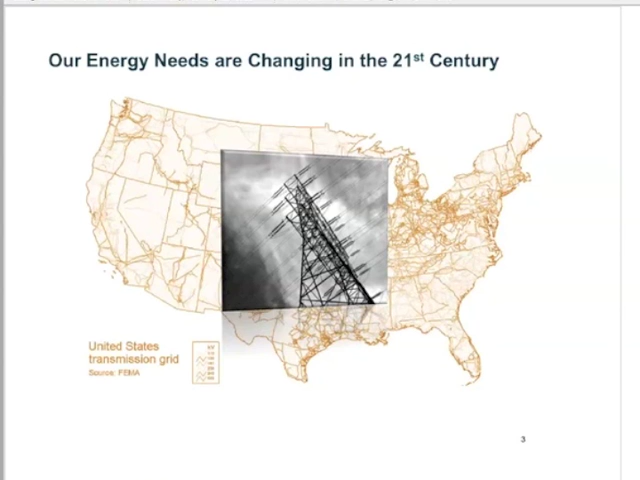 Our Energy Needs are Changing in the 21st Century
United States
transmission grid
Source: FEMA
3